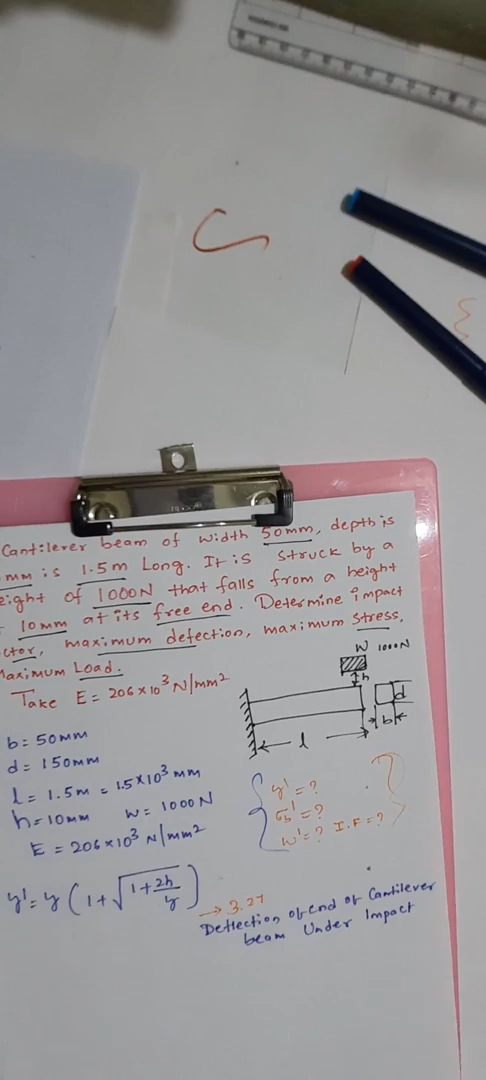 Cantilever beam of width 50mm, depth is
mm is 1.5m Long. It is struck by a
eight of 1000N that falls from a height
10mm at its free end. Determine impact
ctor, maximum defection, maximum stress,
Maximum Load.
Take E = 206×10³ N/mm²
W 1000N
h
d
b
l
b = 50mm
d = 150mm
l = 1.5m = 1.5×10³ mm
h = 10mm W = 1000N
E = 206×10³ N/mm²
y' = ?
σb' = ?
W' = ? I.F = ?
y' = y (1+√(1+2h/y))
→ 3.27
Deflection of end of Cantilever
beam Under Impact